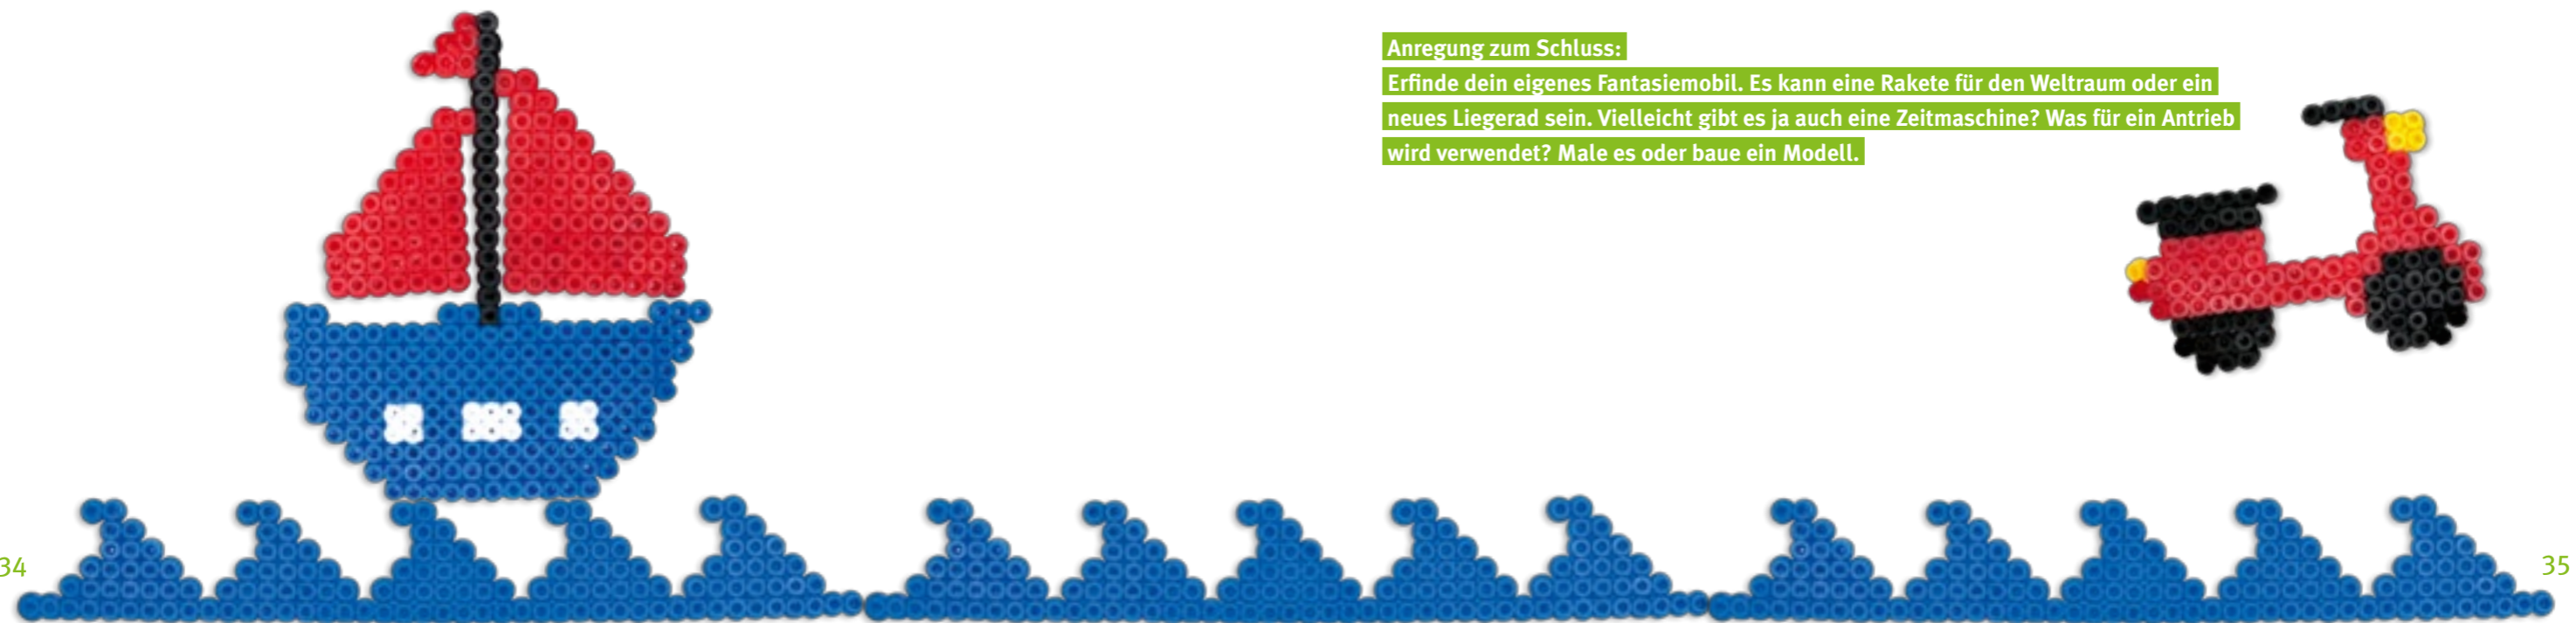 Anregung zum Schluss:
Erfinde dein eigenes Fantasiemobil. Es kann eine Rakete für den Weltraum oder ein
neues Liegerad sein. Vielleicht gibt es ja auch eine Zeitmaschine? Was für ein Antrieb
wird verwendet? Male es oder baue ein Modell.
34
35